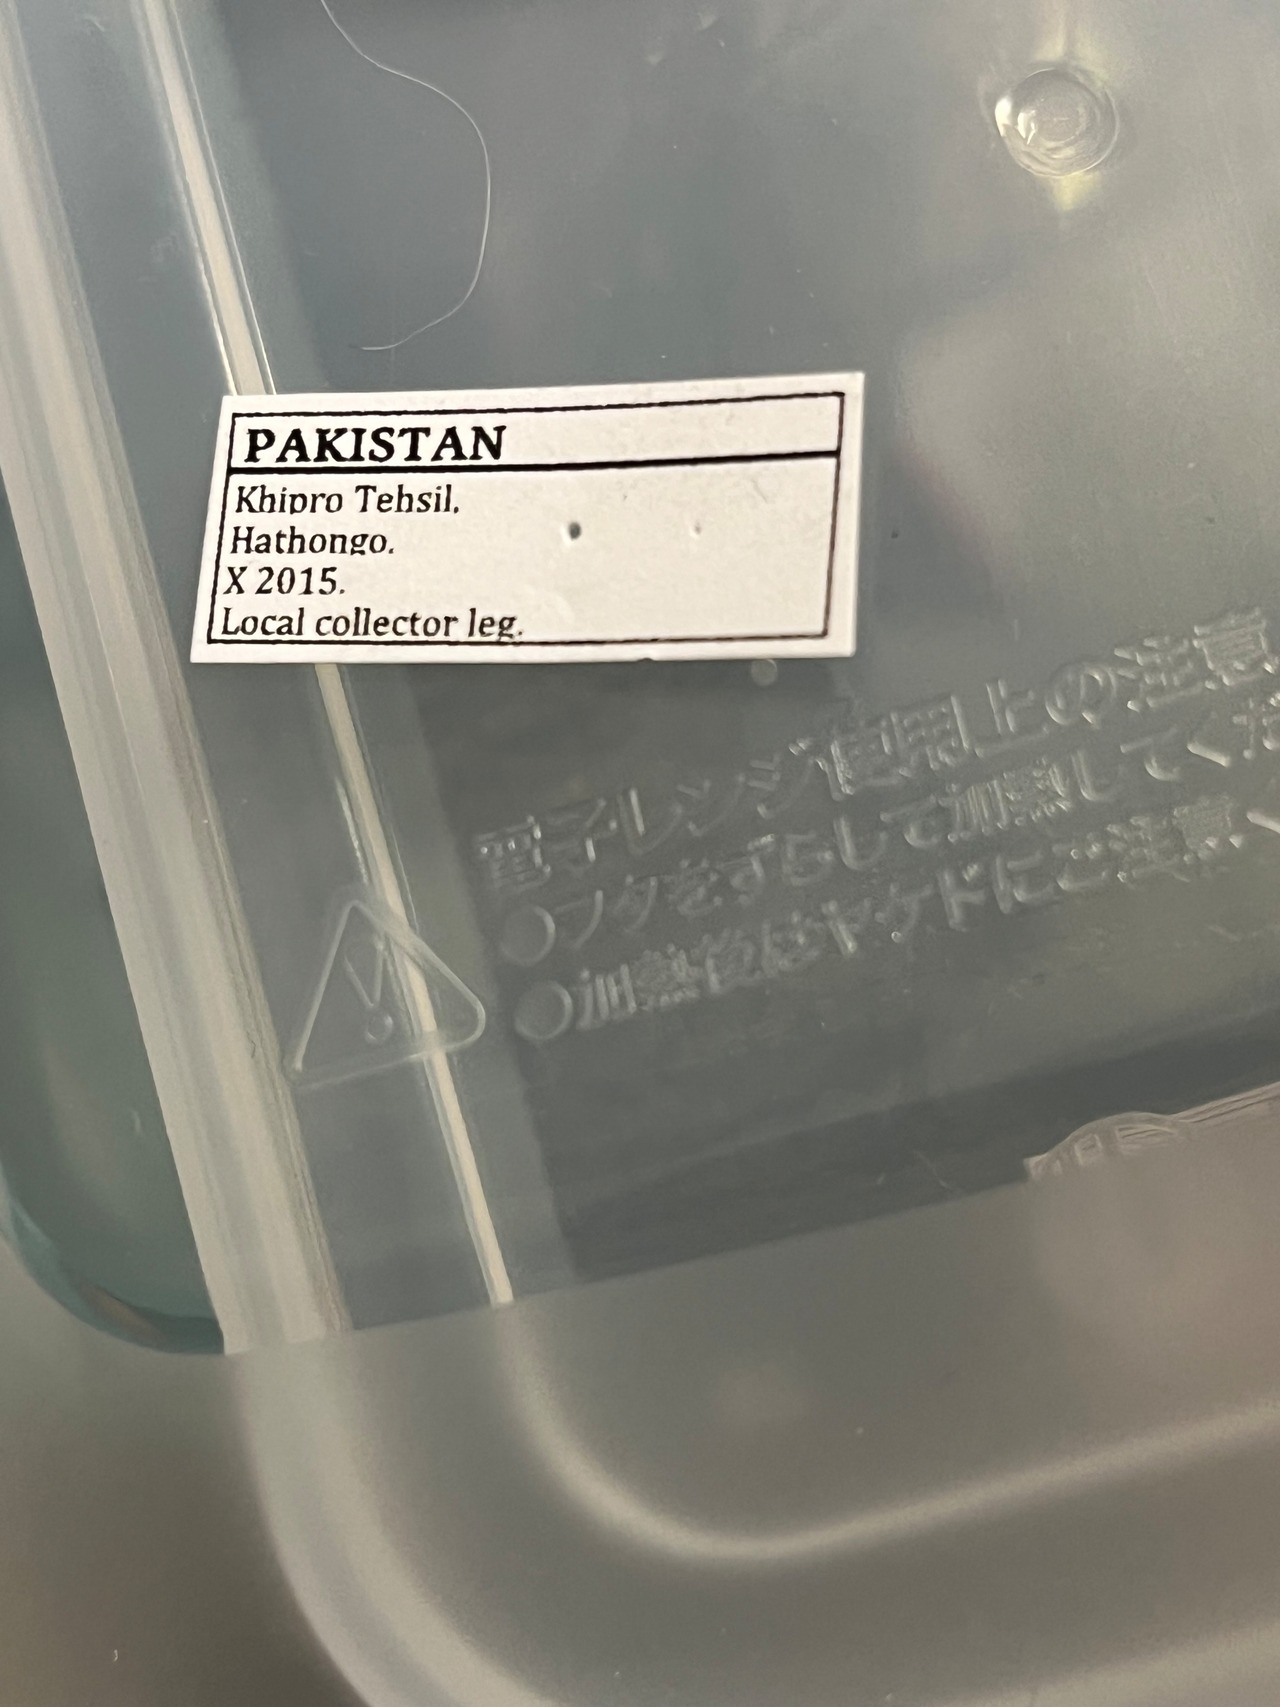 PAKISTAN
Khipro Tehsil,
Hathongo.
X 2015.
Local collector leg.
電子レンジ使用上の注意
●フタをずらして加熱してくだ
●加熱後はヤケドにご注意く